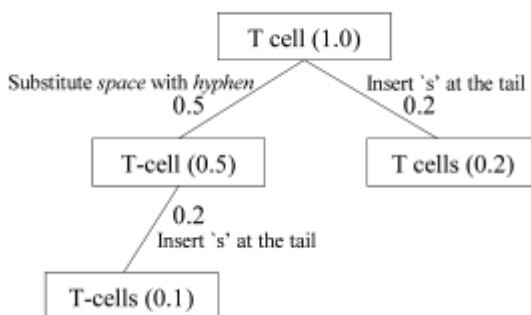 T cell (1.0)
Substitute space with hyphen
0.5
Insert `s' at the tail
0.2
T-cell (0.5)
T cells (0.2)
0.2
Insert `s' at the tail
T-cells (0.1)